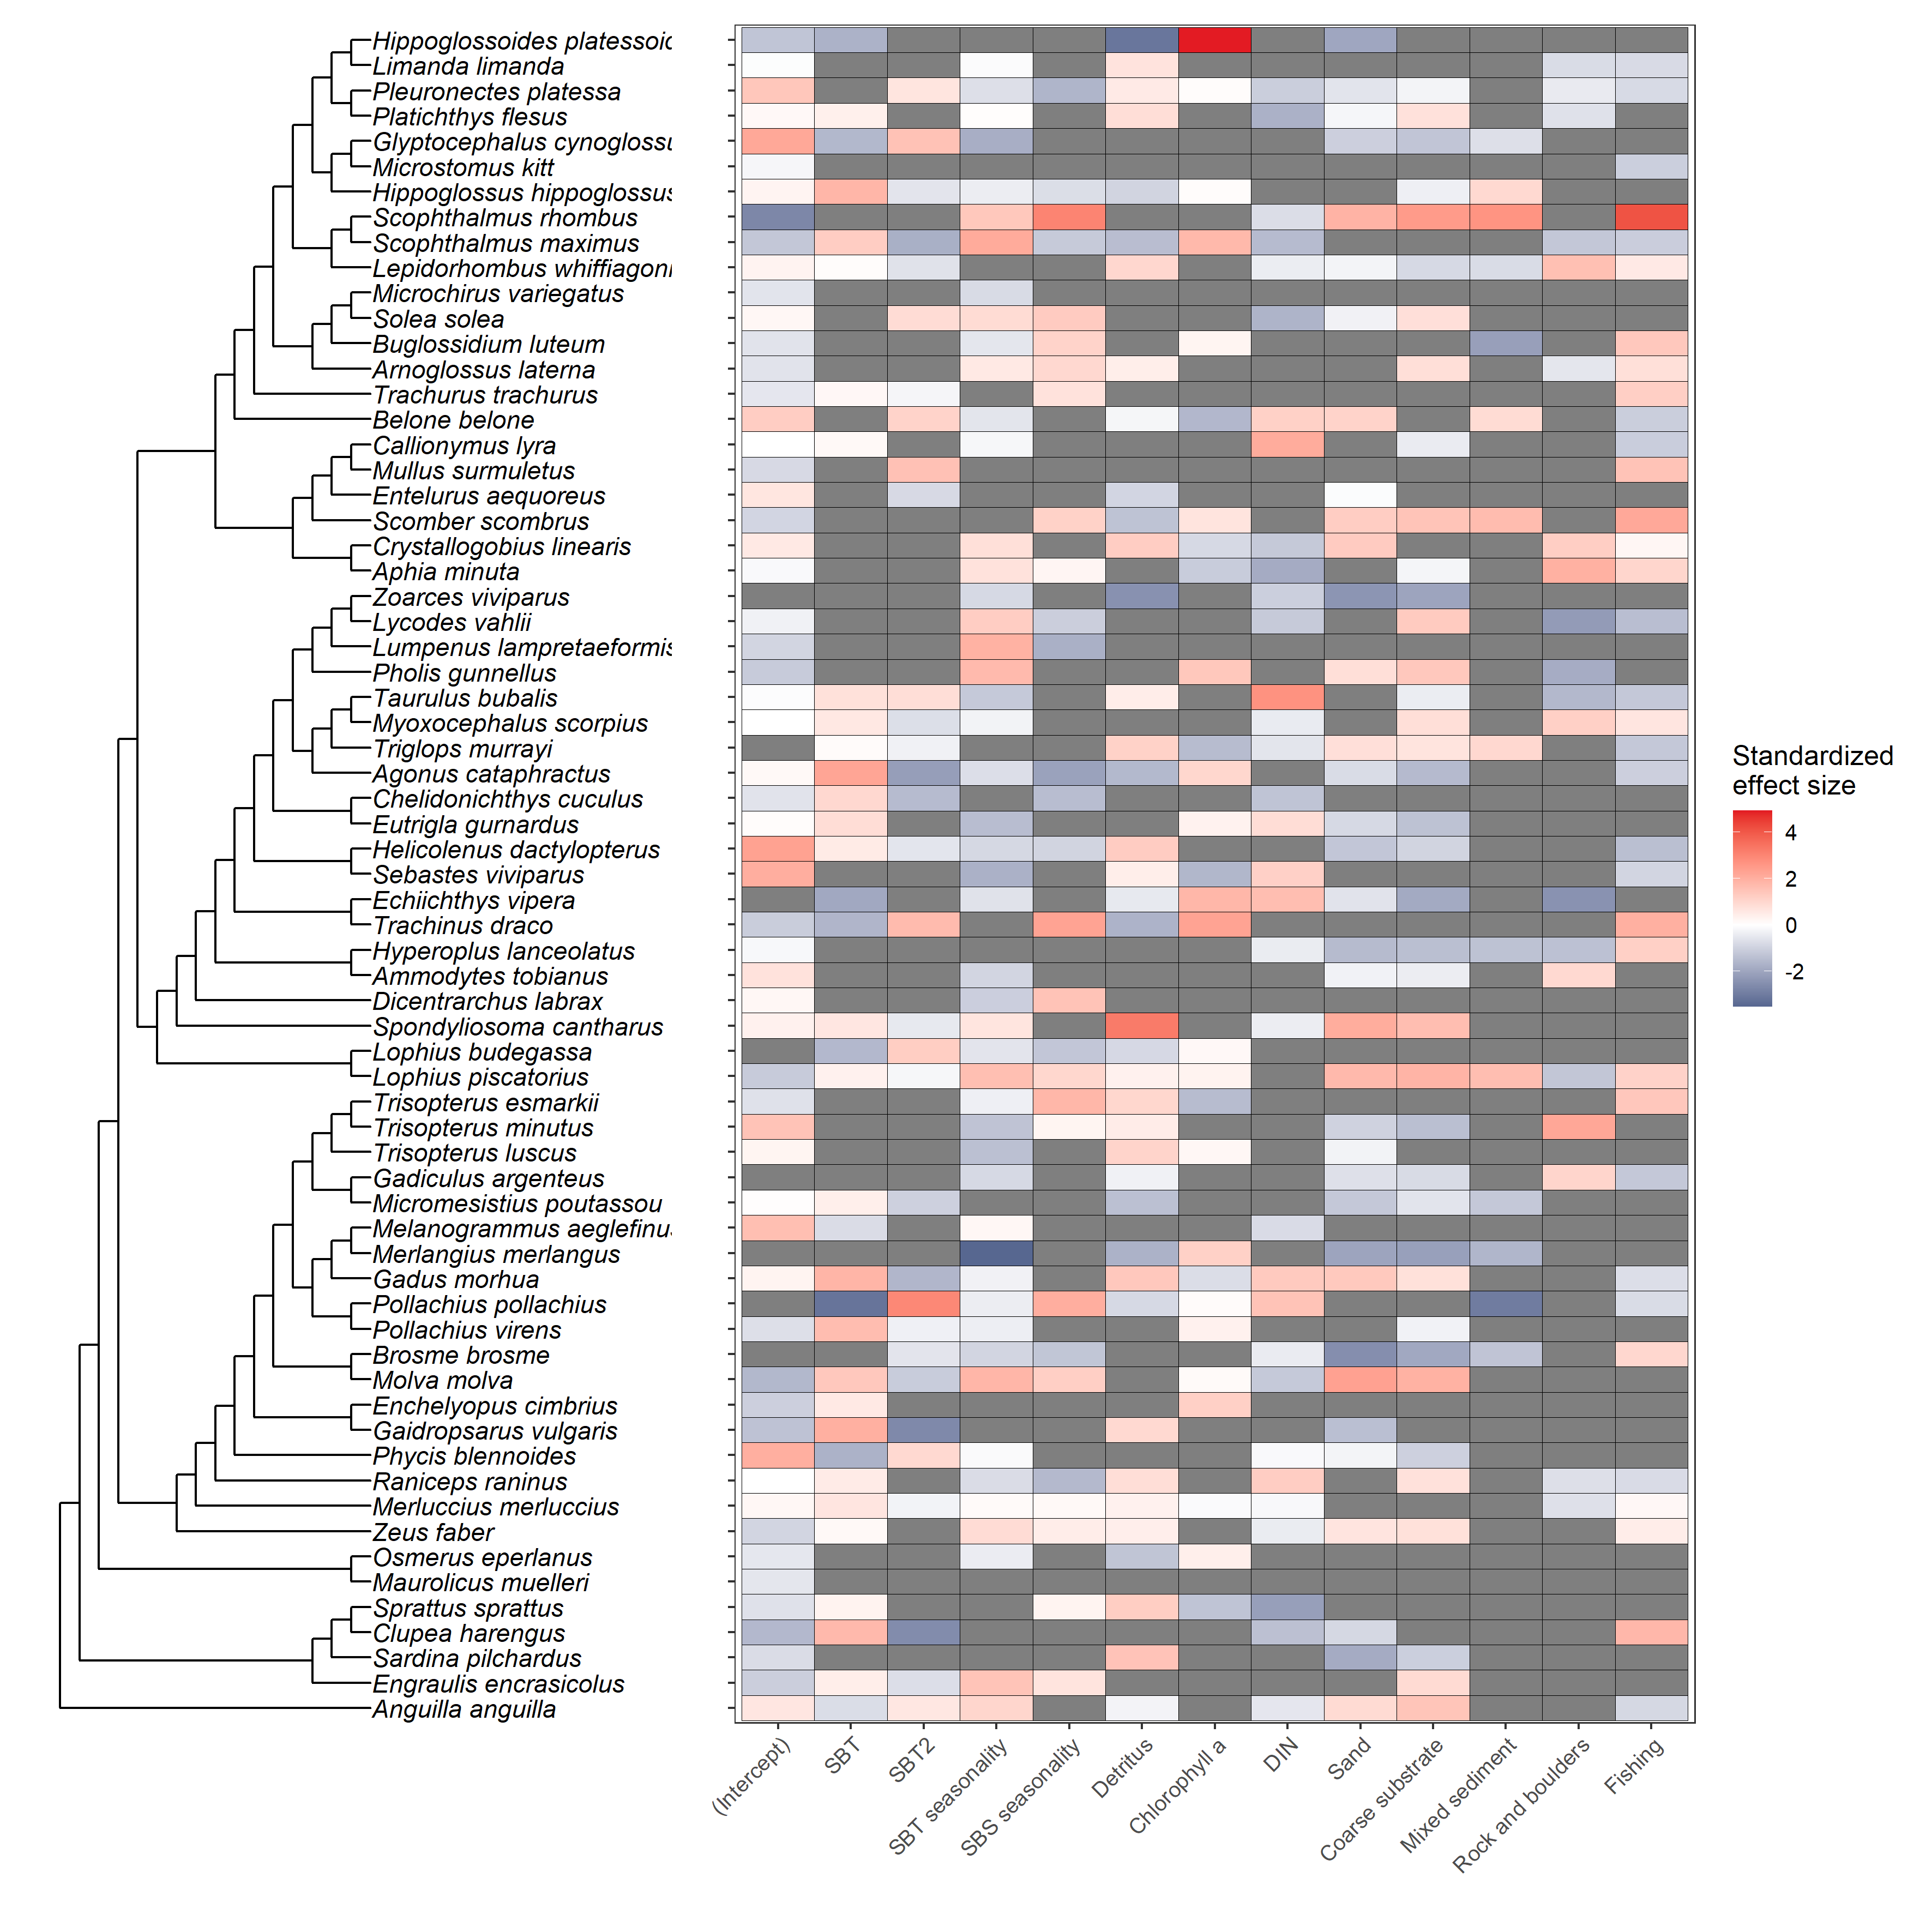 Hippoglossoides platessoid
Limanda limanda
Pleuronectes platessa
Platichthys flesus
Glyptocephalus cynoglossu
Microstomus kitt
Hippoglossus hippoglossus
Scophthalmus rhombus
Scophthalmus maximus
Lepidorhombus whiffiagoni
Microchirus variegatus
Solea solea
Buglossidium luteum
Arnoglossus laterna
Trachurus trachurus
Belone belone
Callionymus lyra
Mullus surmuletus
Entelurus aequoreus
Scomber scombrus
Crystallogobius linearis
Aphia minuta
Zoarces viviparus
Lycodes vahlii
Lumpenus lampretaeformis
Pholis gunnellus
Taurulus bubalis
Myoxocephalus scorpius
Triglops murrayi
Agonus cataphractus
Chelidonichthys cuculus
Eutrigla gurnardus
Helicolenus dactylopterus
Sebastes viviparus
Echiichthys vipera
Trachinus draco
Hyperoplus lanceolatus
Ammodytes tobianus
Dicentrarchus labrax
Spondyliosoma cantharus
Lophius budegassa
Lophius piscatorius
Trisopterus esmarkii
Trisopterus minutus
Trisopterus luscus
Gadiculus argenteus
Micromesistius poutassou
Melanogrammus aeglefinu
Merlangius merlangus
Gadus morhua
Pollachius pollachius
Pollachius virens
Brosme brosme
Molva molva
Enchelyopus cimbrius
Gaidropsarus vulgaris
Phycis blennoides
Raniceps raninus
Merluccius merluccius
Zeus faber
Osmerus eperlanus
Maurolicus muelleri
Sprattus sprattus
Clupea harengus
Sardina pilchardus
Engraulis encrasicolus
Anguilla anguilla
(Intercept)
SBT
SBT2
SBT seasonality
SBS seasonality
Detritus
Chlorophyll a
DIN
Sand
Coarse substrate
Mixed sediment
Rock and boulders
Fishing
Standardized
effect size
4
2
0
-2